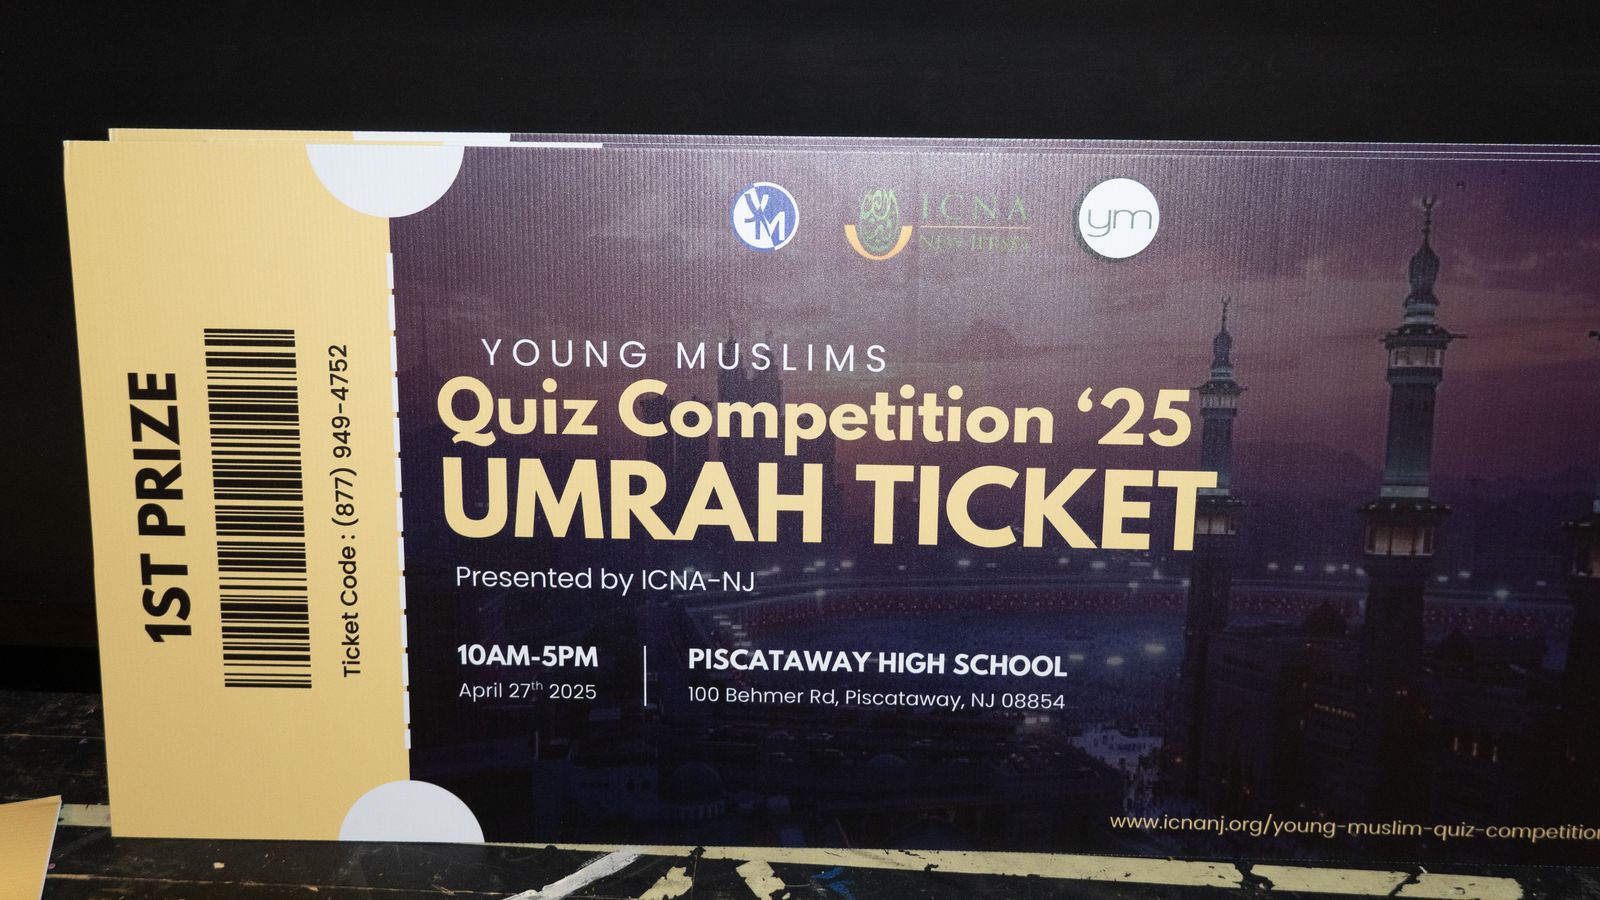 1ST PRIZE
Ticket Code : (877) 949-4752
YM
ICNA
NEW JERSEY
ym
YOUNG MUSLIMS
Quiz Competition ‘25
UMRAH TICKET
Presented by ICNA-NJ
10AM-5PM
April 27th 2025
PISCATAWAY HIGH SCHOOL
100 Behmer Rd, Piscataway, NJ 08854
www.icnanj.org/young-muslim-quiz-competition